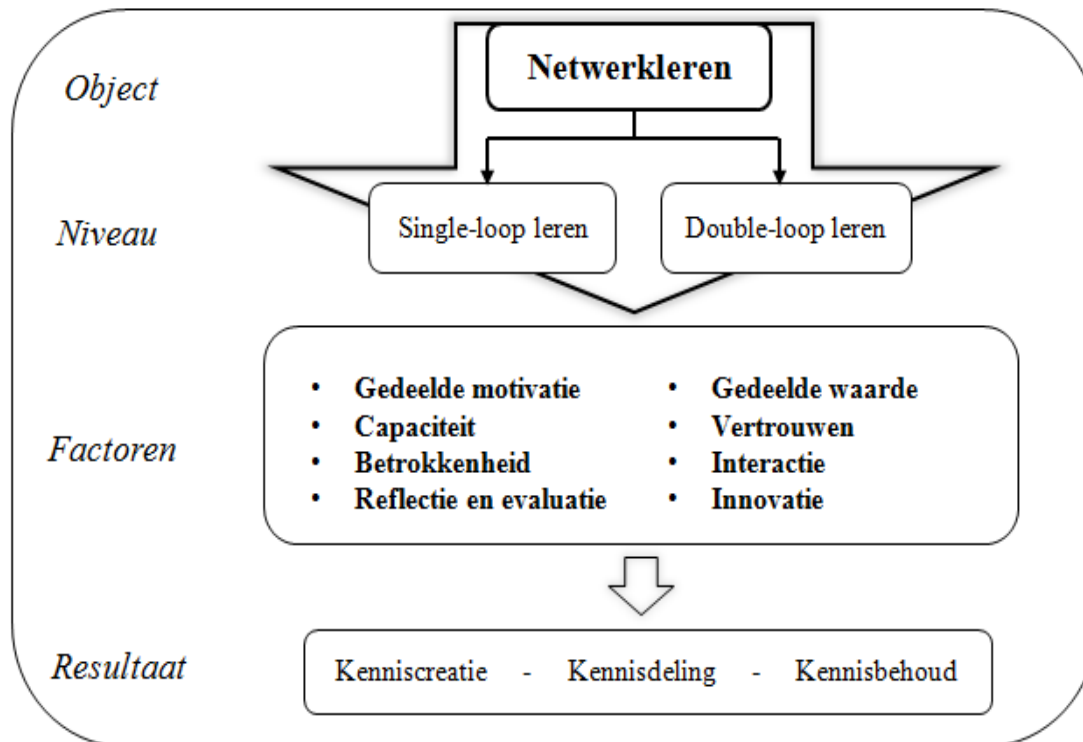 Object
Netwerkleren
Niveau
Single-loop leren
Double-loop leren
Factoren
• Gedeelde motivatie
• Capaciteit
• Betrokkenheid
• Reflectie en evaluatie
• Gedeelde waarde
• Vertrouwen
• Interactie
• Innovatie
Resultaat
Kenniscreatie - Kennisdeling - Kennisbehoud